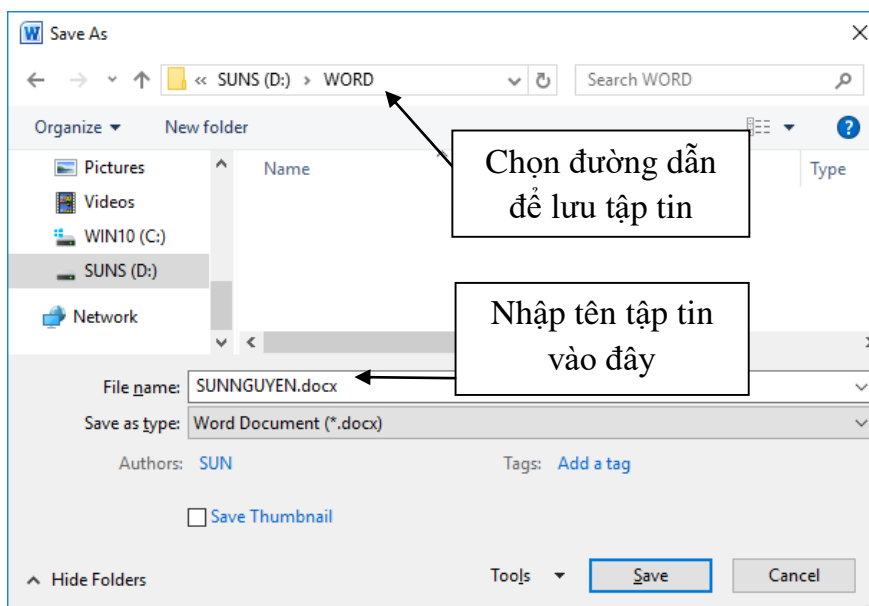 Save As
« SUNS (D:) › WORD
Search WORD
Organize
New folder
Pictures
Name
Type
Chọn đường dẫn
để lưu tập tin
Videos
WIN10 (C:)
SUNS (D:)
Network
Nhập tên tập tin
vào đây
File name: SUNNGUYEN.docx
Save as type: Word Document (*.docx)
Authors: SUN
Tags: Add a tag
Save Thumbnail
Hide Folders
Tools
Save
Cancel